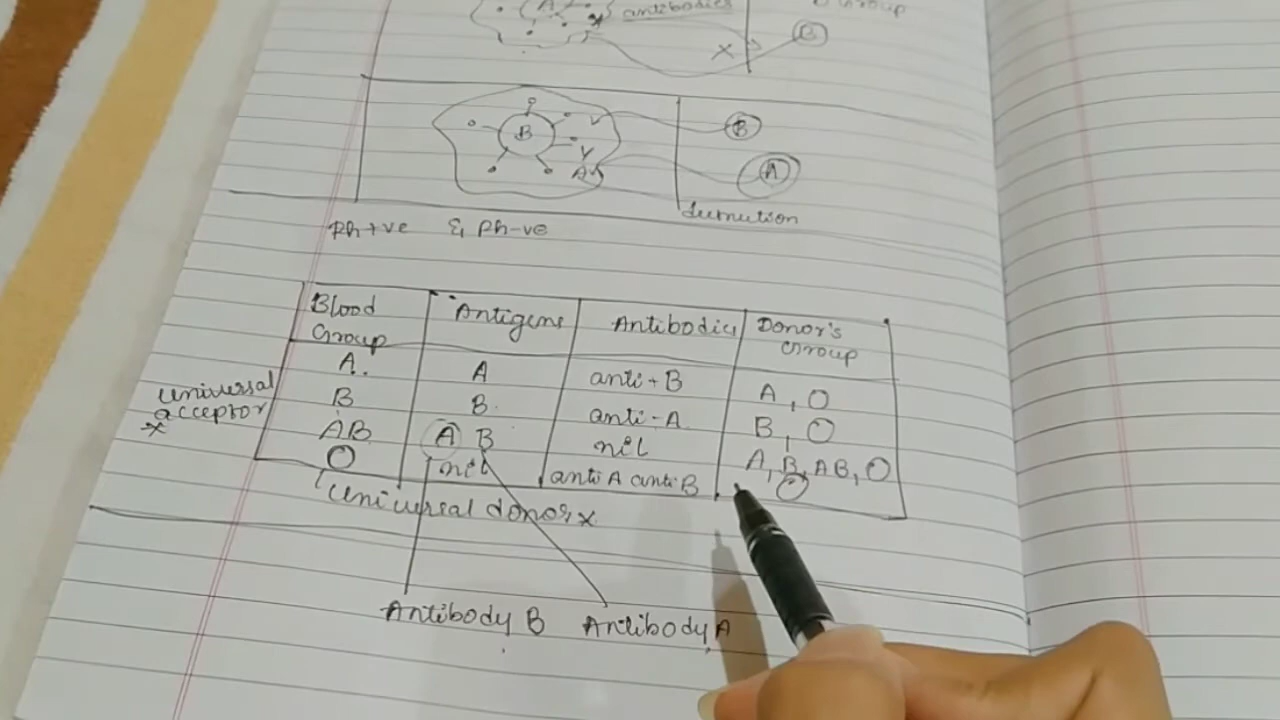 A antibodies Group
x B
B B
A A
Rh+ve & Rh-ve
Blood Group Antigens Antibodies Donor's Group
A. A anti+B A, O
B B. anti-A B, O
universal acceptor * AB A B nil A, B, AB, O
O nil anti A anti B O
Universal donor x
Antibody B Antibody A